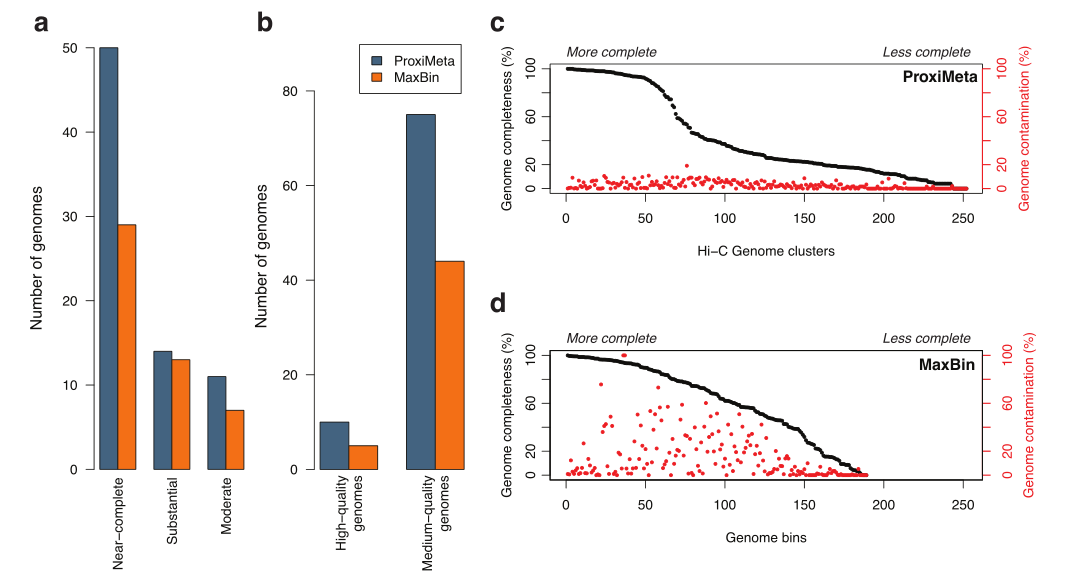 a
Number of genomes
50
40
30
20
10
0
Near−complete
Substantial
Moderate
b
ProxiMeta
MaxBin
Number of genomes
80
60
40
20
0
High−quality
genomes
Medium−quality
genomes
c
More complete
Less complete
ProxiMeta
Genome completeness (%)
100
60
20
0
Genome contamination (%)
100
60
20
0
0
50
100
150
200
250
Hi−C Genome clusters
d
More complete
Less complete
MaxBin
Genome completeness (%)
100
60
20
0
Genome contamination (%)
100
60
20
0
0
50
100
150
200
250
Genome bins